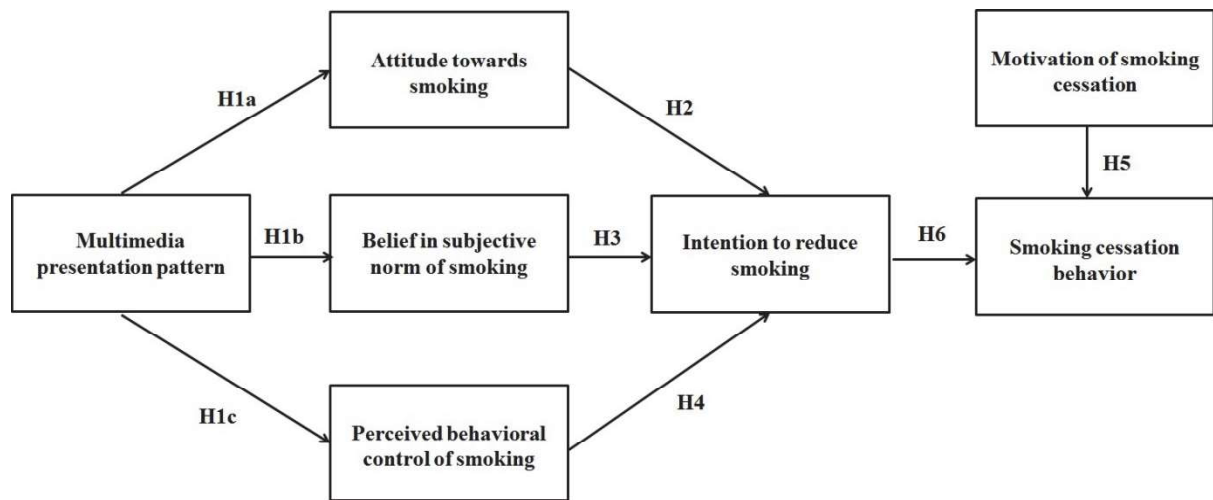 Attitude towards
smoking
Motivation of smoking
cessation
H1a
H2
H5
Multimedia
presentation pattern
H1b
Belief in subjective
norm of smoking
H3
Intention to reduce
smoking
H6
Smoking cessation
behavior
H1c
H4
Perceived behavioral
control of smoking